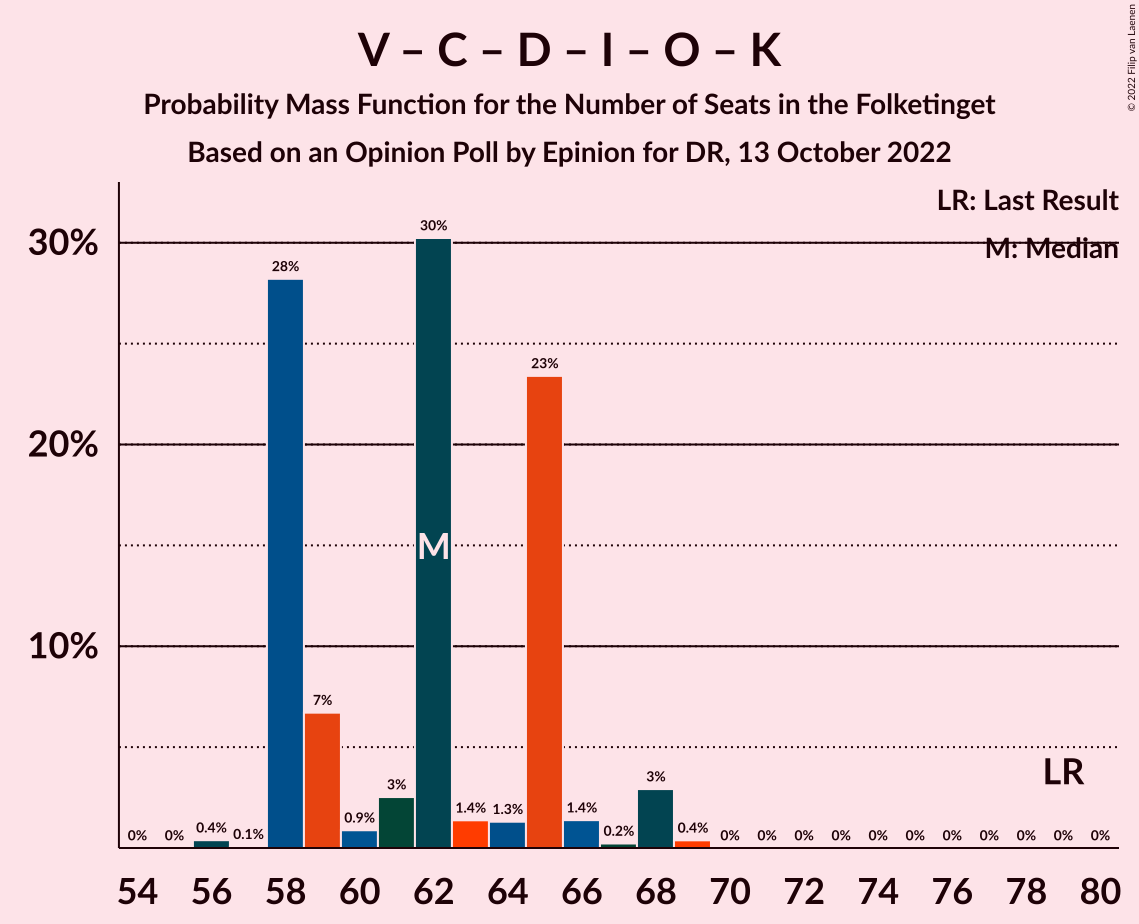 V – C – D – I – O – K
Probability Mass Function for the Number of Seats in the Folketinget
Based on an Opinion Poll by Epinion for DR, 13 October 2022
© 2022 Filip van Laenen
LR: Last Result
M: Median
30%
20%
10%
0% 0% 0.4% 0.1% 28% 7% 0.9% 3% 30% 1.4% 1.3% 23% 1.4% 0.2% 3% 0.4% 0% 0% 0% 0% 0% 0% 0% 0% 0% 0% 0%
M
LR
54 56 58 60 62 64 66 68 70 72 74 76 78 80